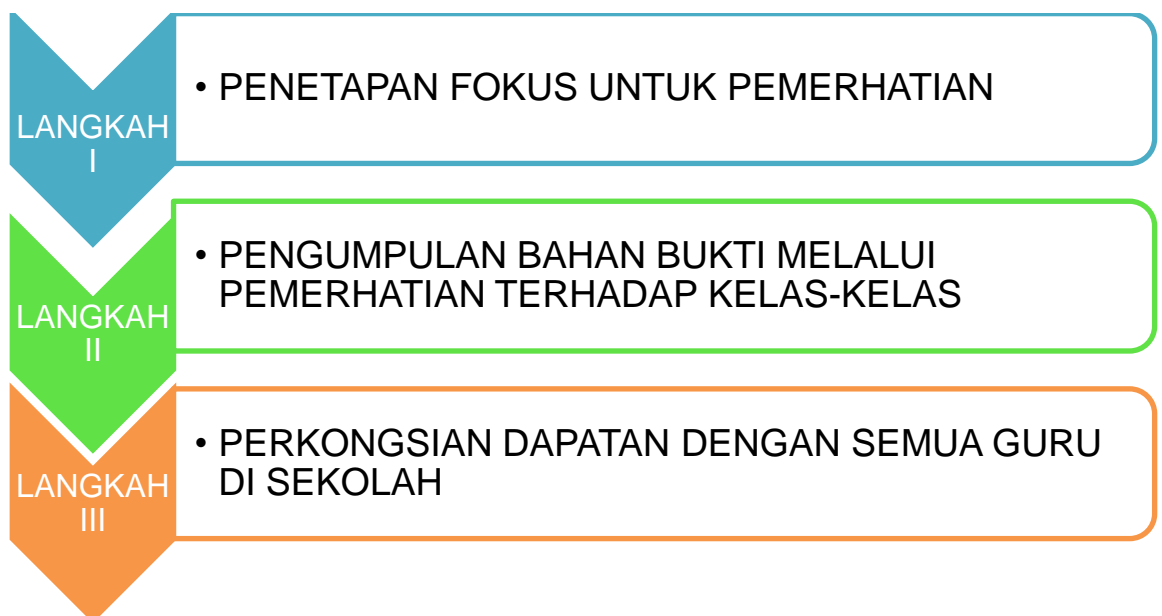 LANGKAH
I
• PENETAPAN FOKUS UNTUK PEMERHATIAN
LANGKAH
II
• PENGUMPULAN BAHAN BUKTI MELALUI
PEMERHATIAN TERHADAP KELAS-KELAS
LANGKAH
III
• PERKONGSIAN DAPATAN DENGAN SEMUA GURU
DI SEKOLAH